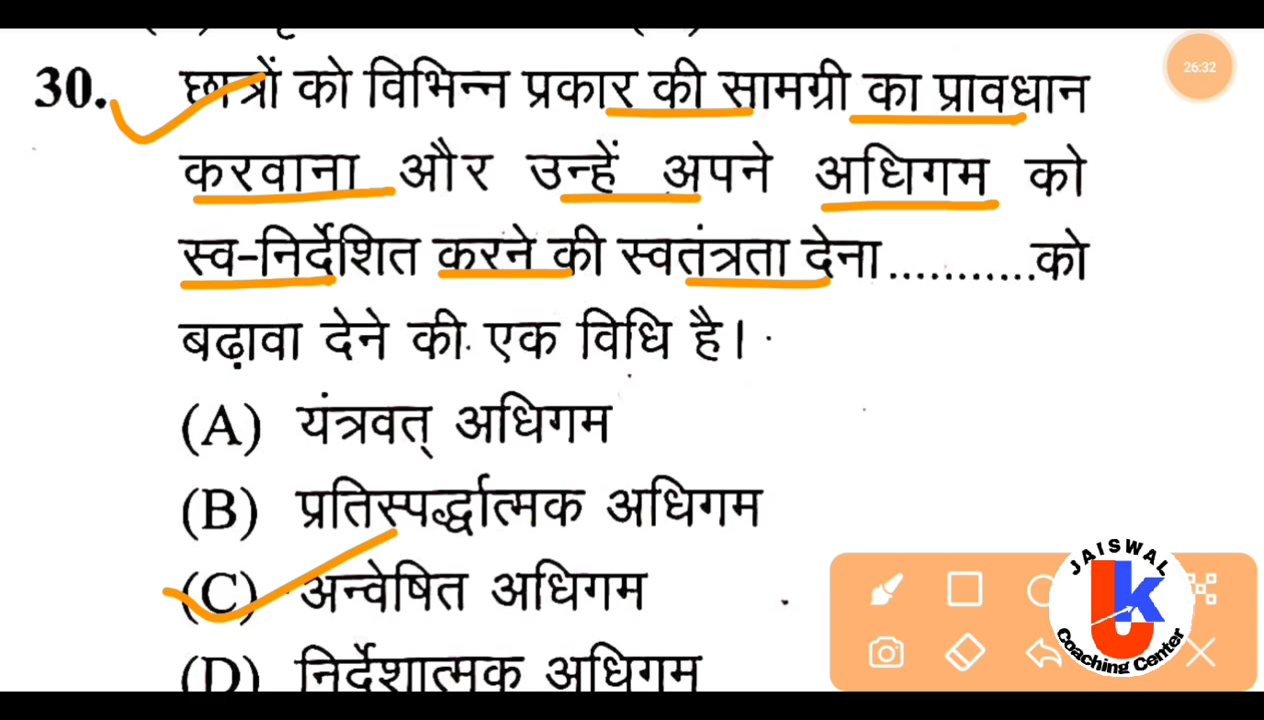 26:32
30. छात्रों को विभिन्न प्रकार की सामग्री का प्रावधान
करवाना और उन्हें अपने अधिगम को
स्व-निर्देशित करने की स्वतंत्रता देना...........को
बढ़ावा देने की एक विधि है।
(A) यंत्रवत् अधिगम
(B) प्रतिस्पर्द्धात्मक अधिगम
(C) अन्वेषित अधिगम
(D) निर्देशात्मक अधिगम
JAISWAL
JK
Coaching Center